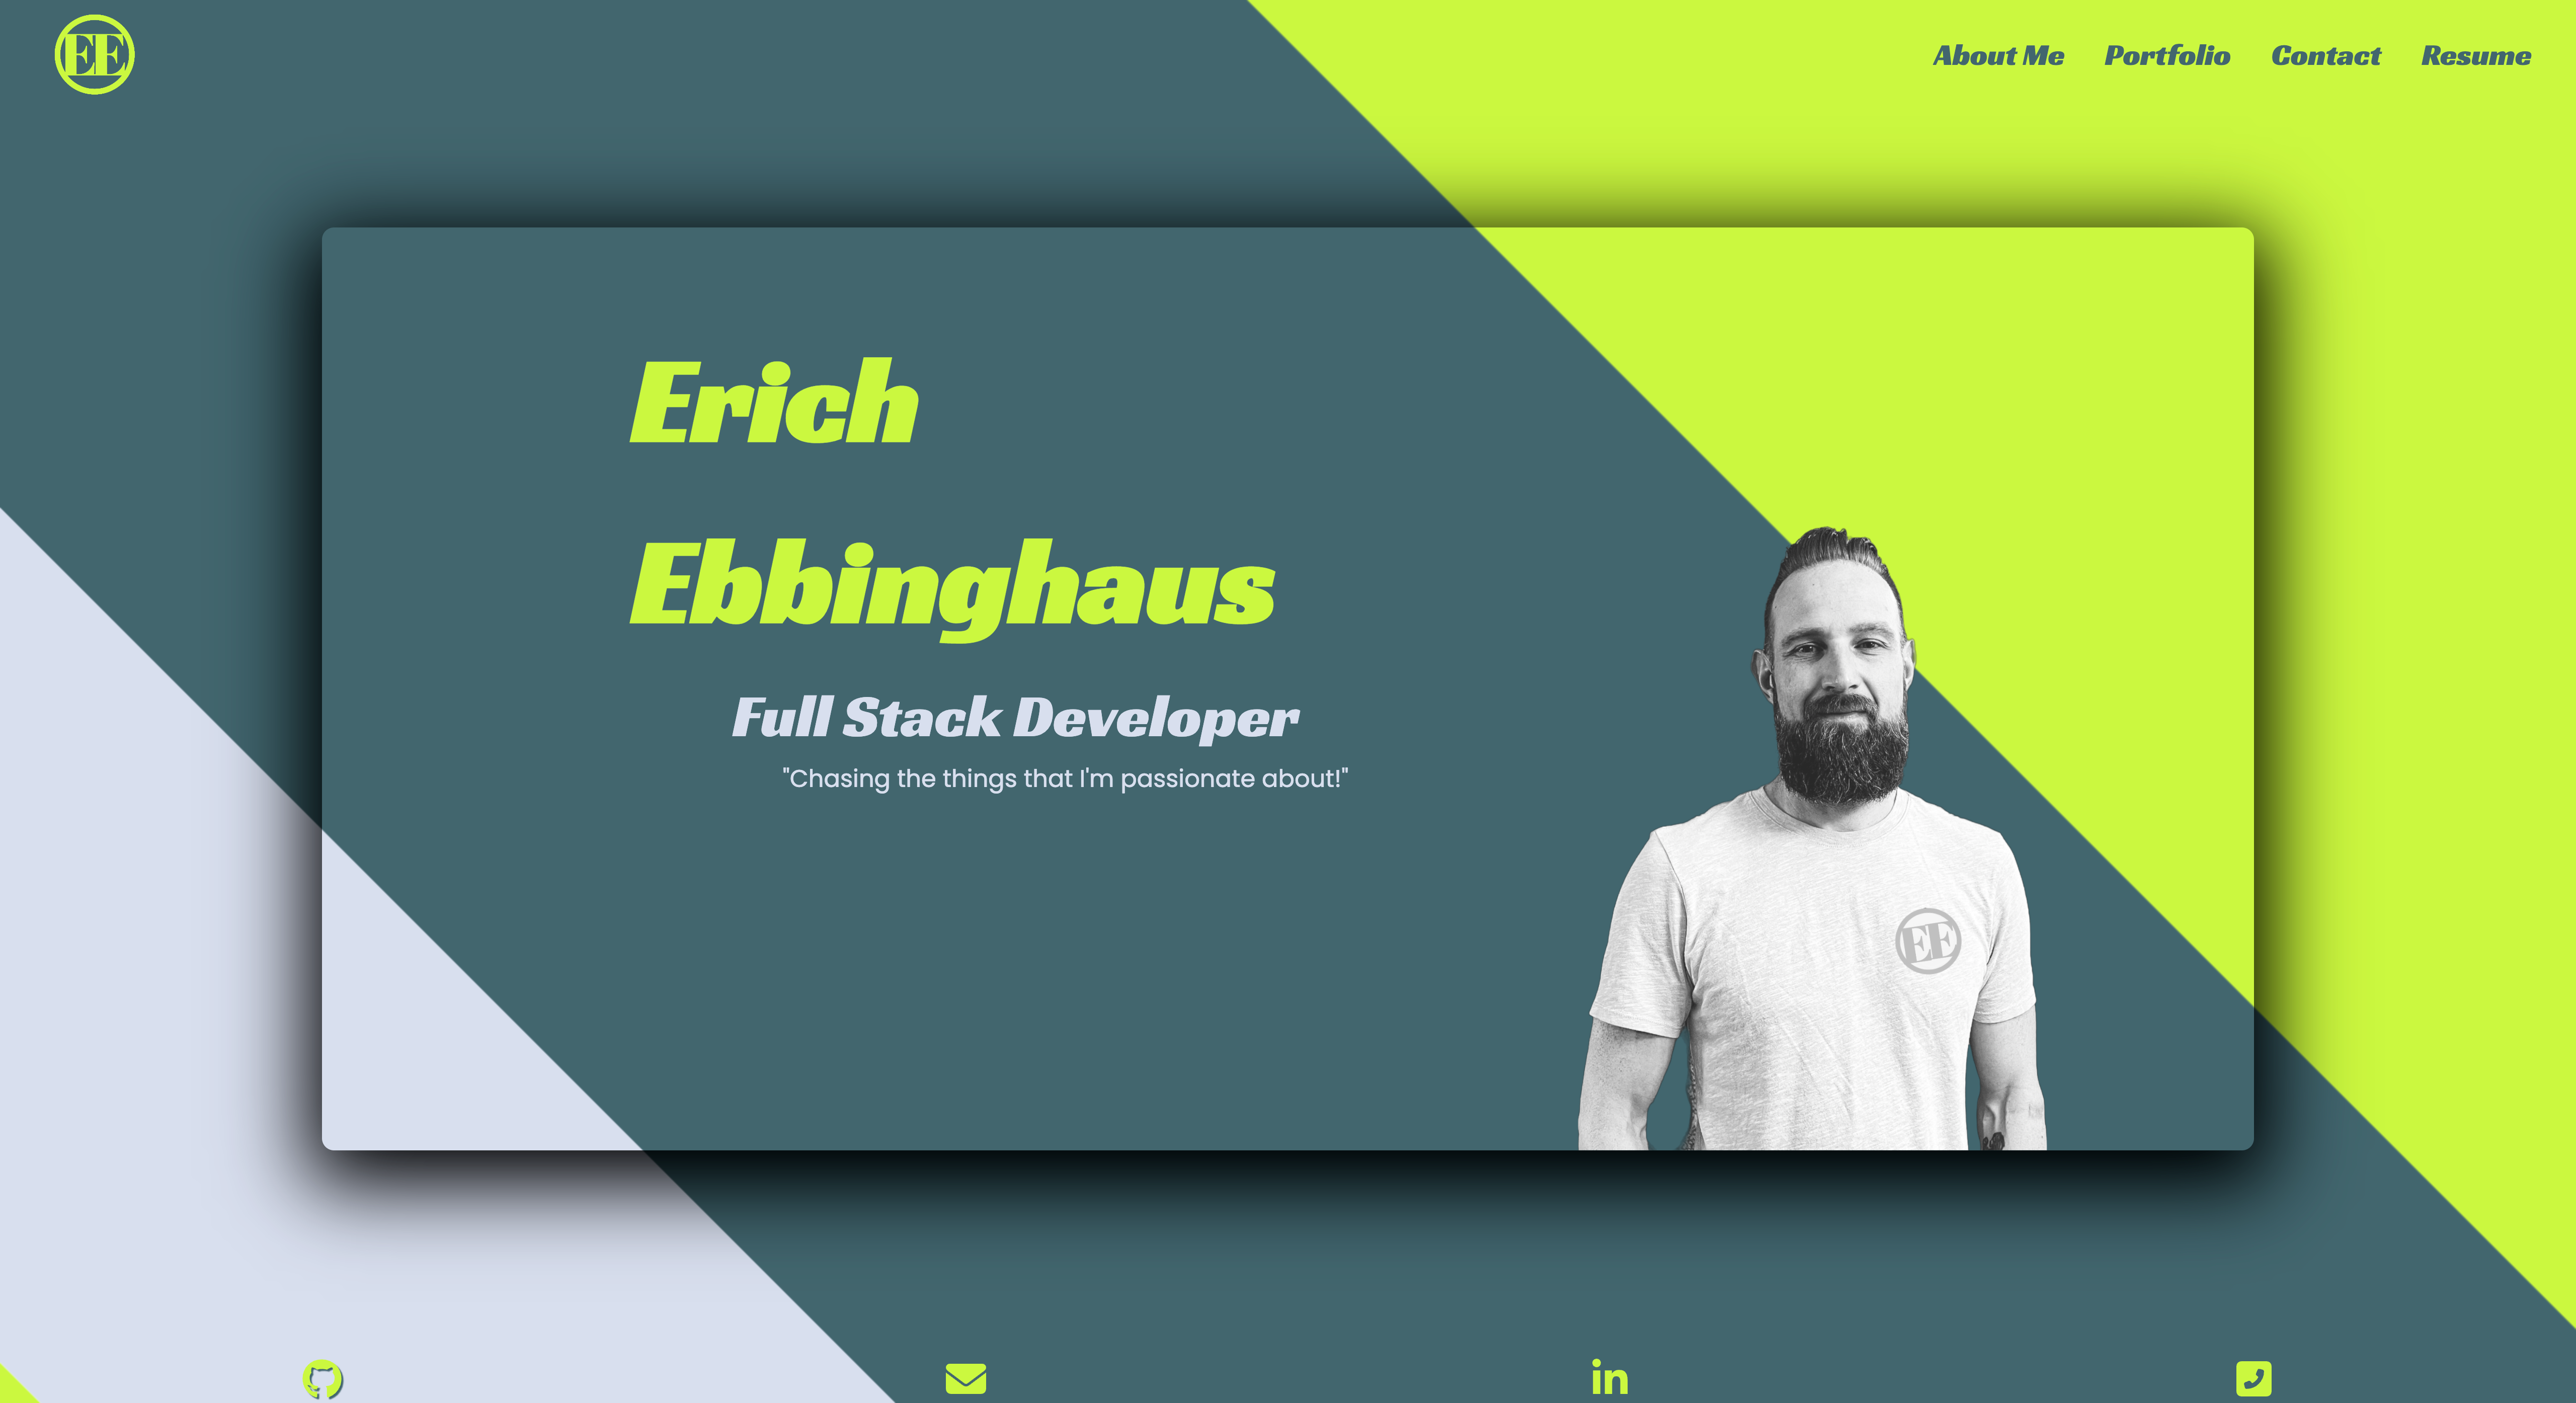 EE
About Me Portfolio Contact Resume
Erich
Ebbinghaus
Full Stack Developer
"Chasing the things that I'm passionate about!"
EE
in